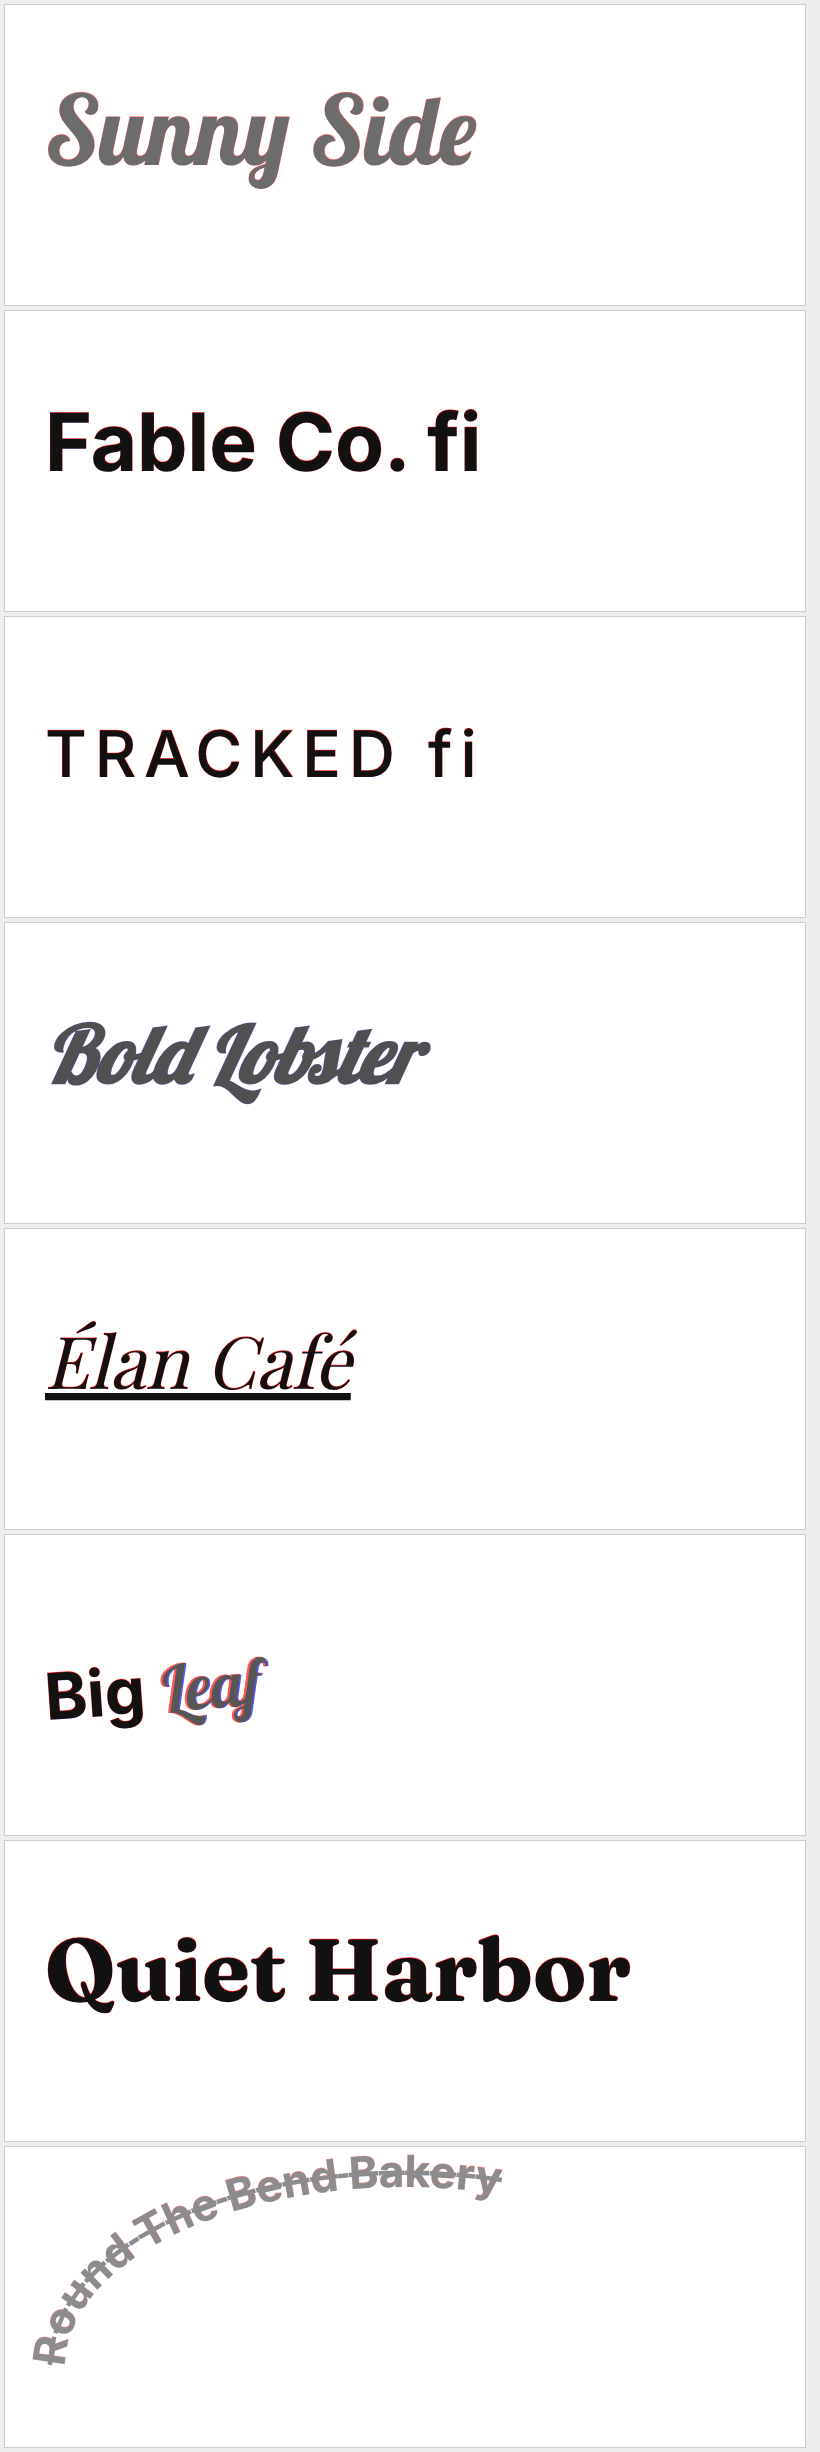 Sunny Side
Fable Co. fi
TRACKED fi
Bold Lobster
Élan Café
Big Leaf
Quiet Harbor
Round The Bend Bakery